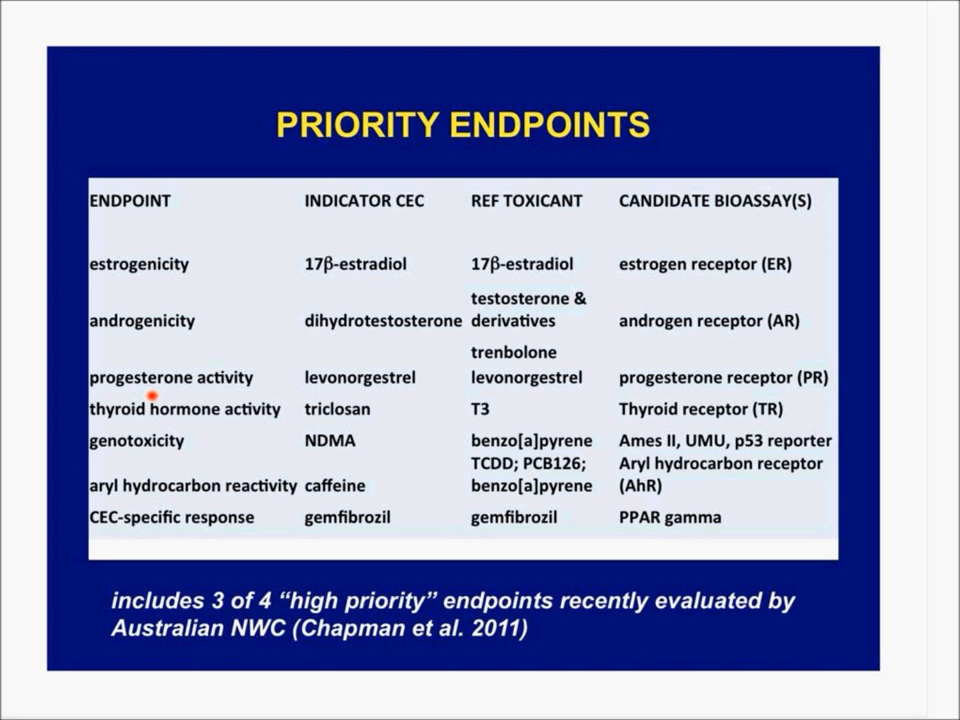 PRIORITY ENDPOINTS
ENDPOINT INDICATOR CEC REF TOXICANT CANDIDATE BIOASSAY(S)
estrogenicity 17β-estradiol 17β-estradiol estrogen receptor (ER)
testosterone &
androgenicity dihydrotestosterone derivatives androgen receptor (AR)
trenbolone
progesterone activity levonorgestrel levonorgestrel progesterone receptor (PR)
thyroid hormone activity triclosan T3 Thyroid receptor (TR)
genotoxicity NDMA benzo[a]pyrene Ames II, UMU, p53 reporter
TCDD; PCB126; Aryl hydrocarbon receptor
aryl hydrocarbon reactivity caffeine benzo[a]pyrene (AhR)
CEC-specific response gemfibrozil gemfibrozil PPAR gamma
includes 3 of 4 “high priority” endpoints recently evaluated by
Australian NWC (Chapman et al. 2011)